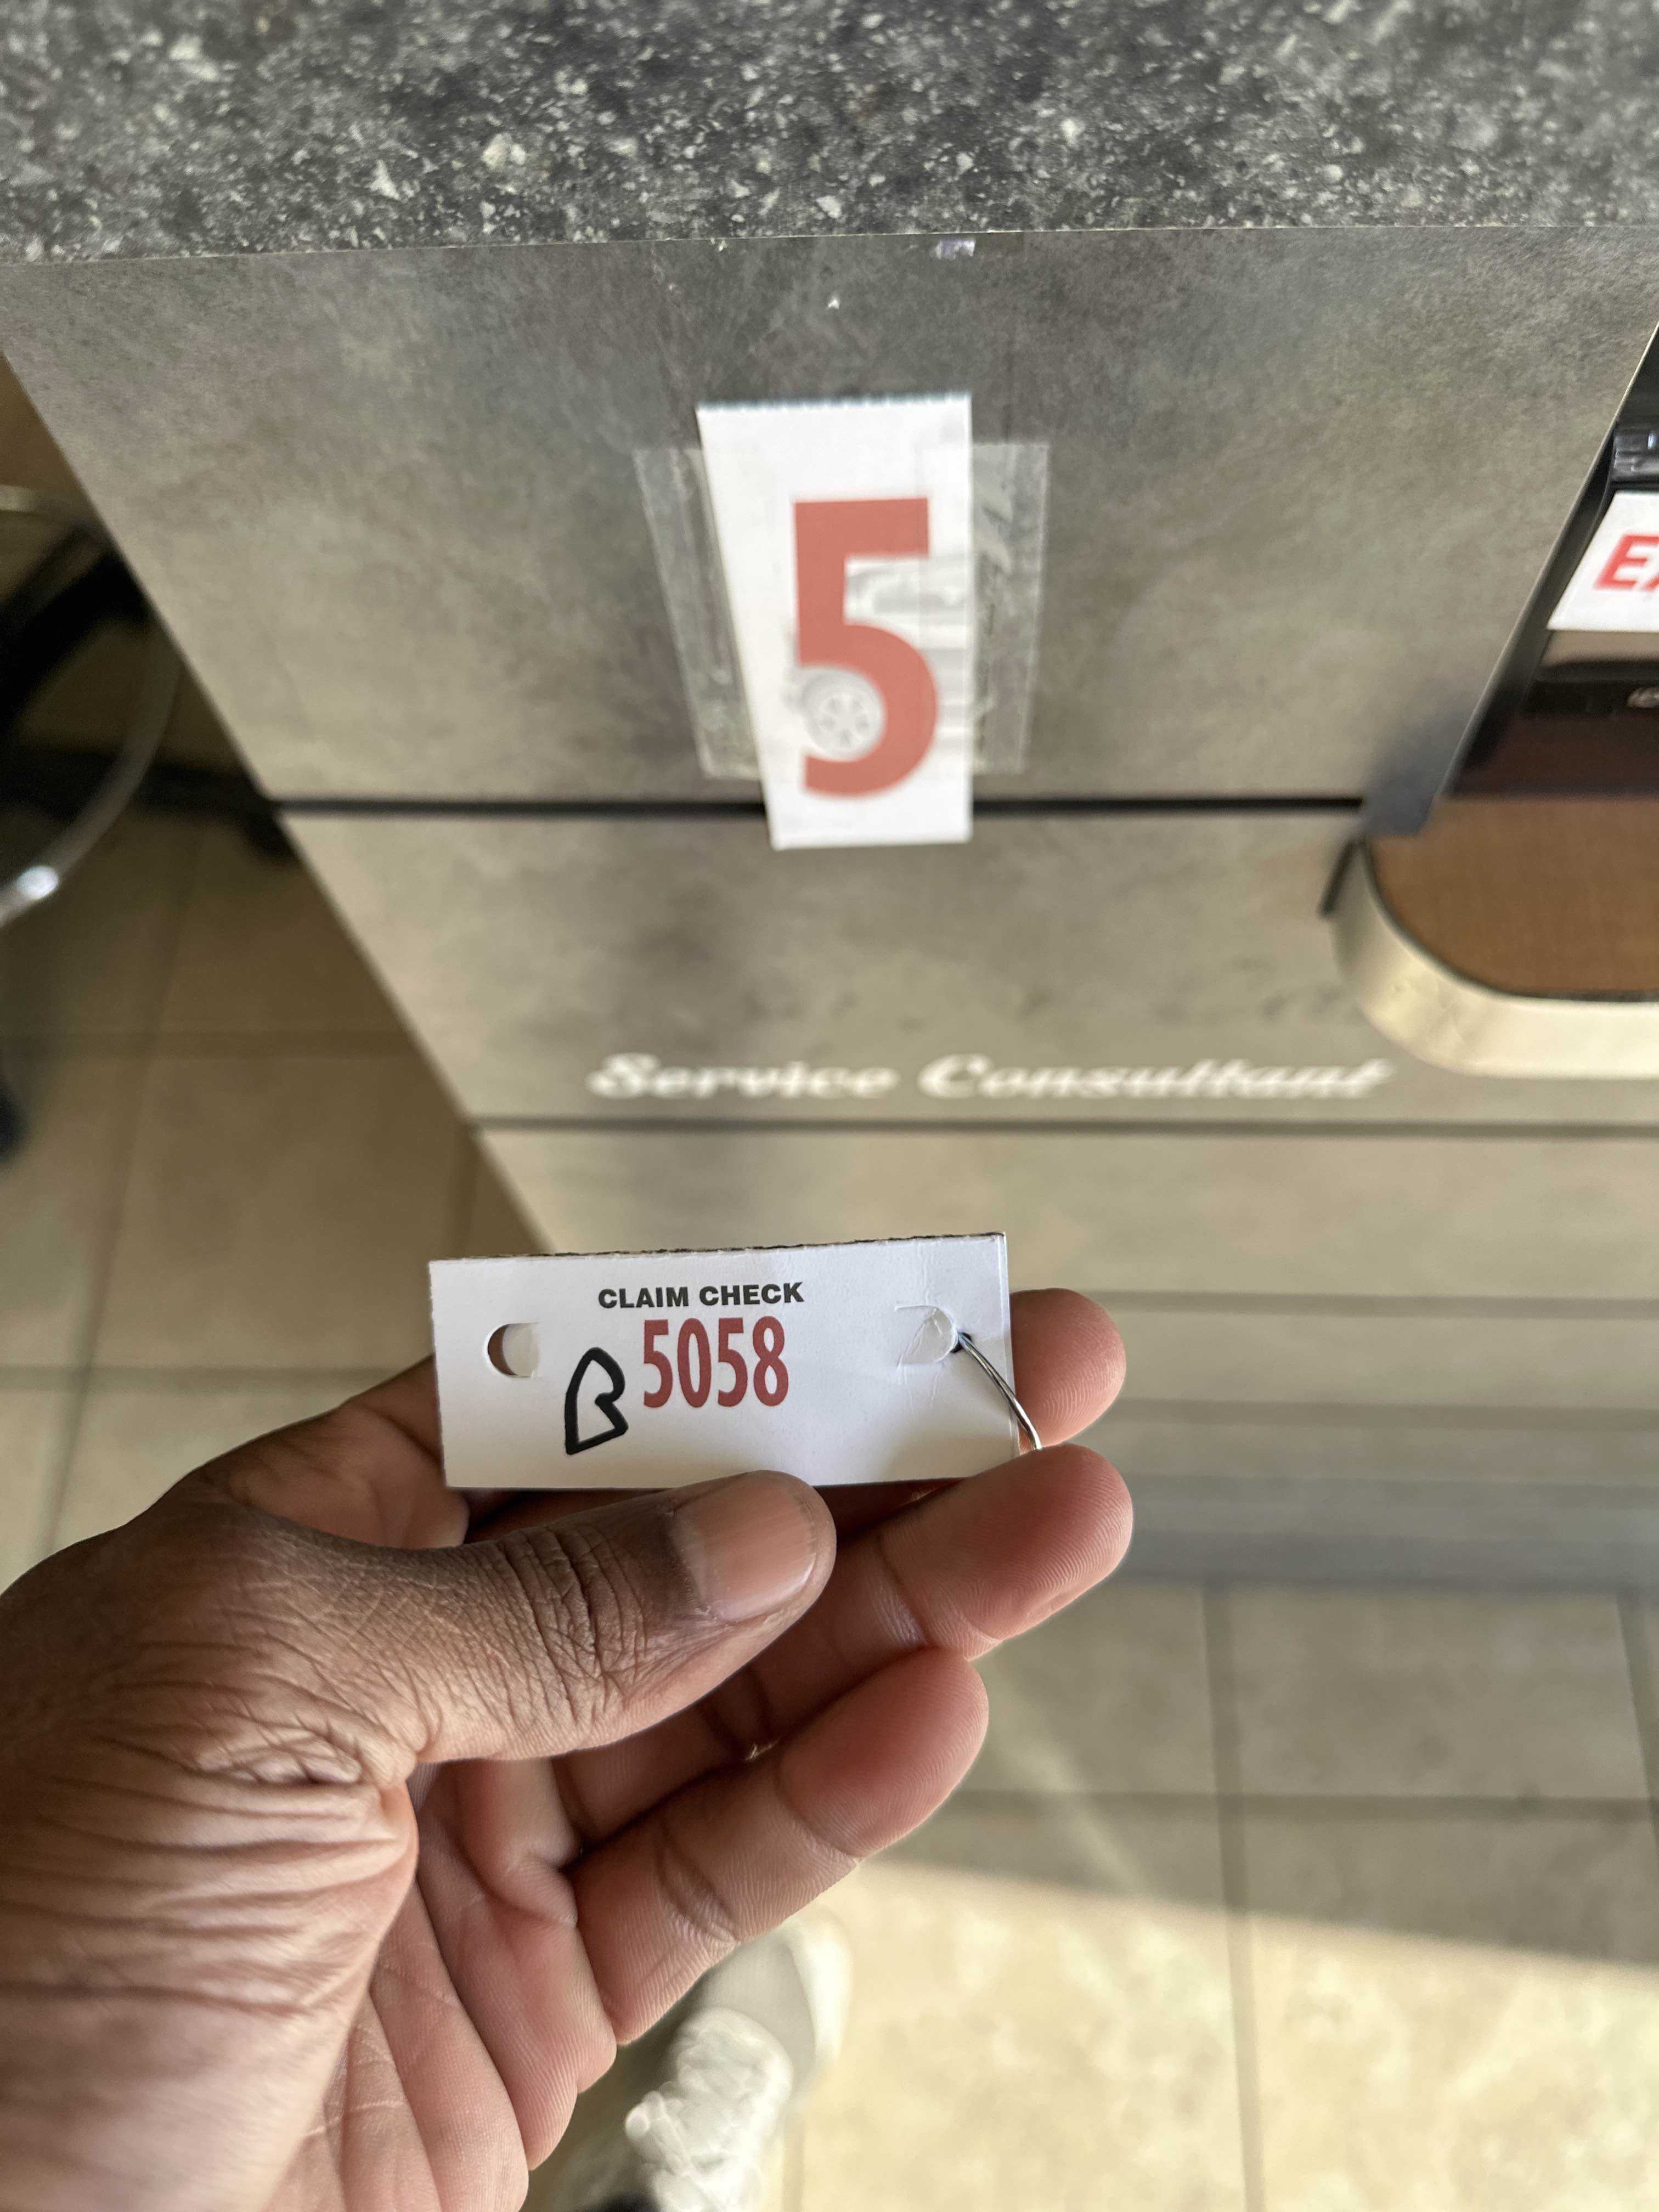 5
Service Consultant
CLAIM CHECK
B 5058